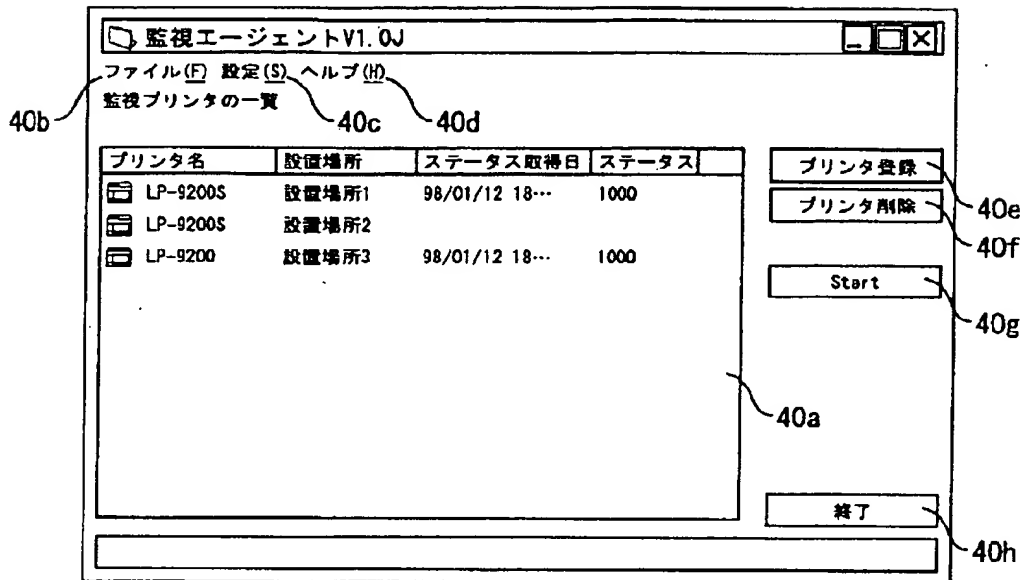 監視エージェントV1.0J
ファイル(F) 設定(S) ヘルプ(H)
40b
40c
40d
監視プリンタの一覧
プリンタ名 設置場所 ステータス取得日 ステータス
LP-9200S 設置場所1 98/01/12 18… 1000
LP-9200S 設置場所2
LP-9200 設置場所3 98/01/12 18… 1000
プリンタ登録
40e
プリンタ削除
40f
Start
40g
40a
終了
40h